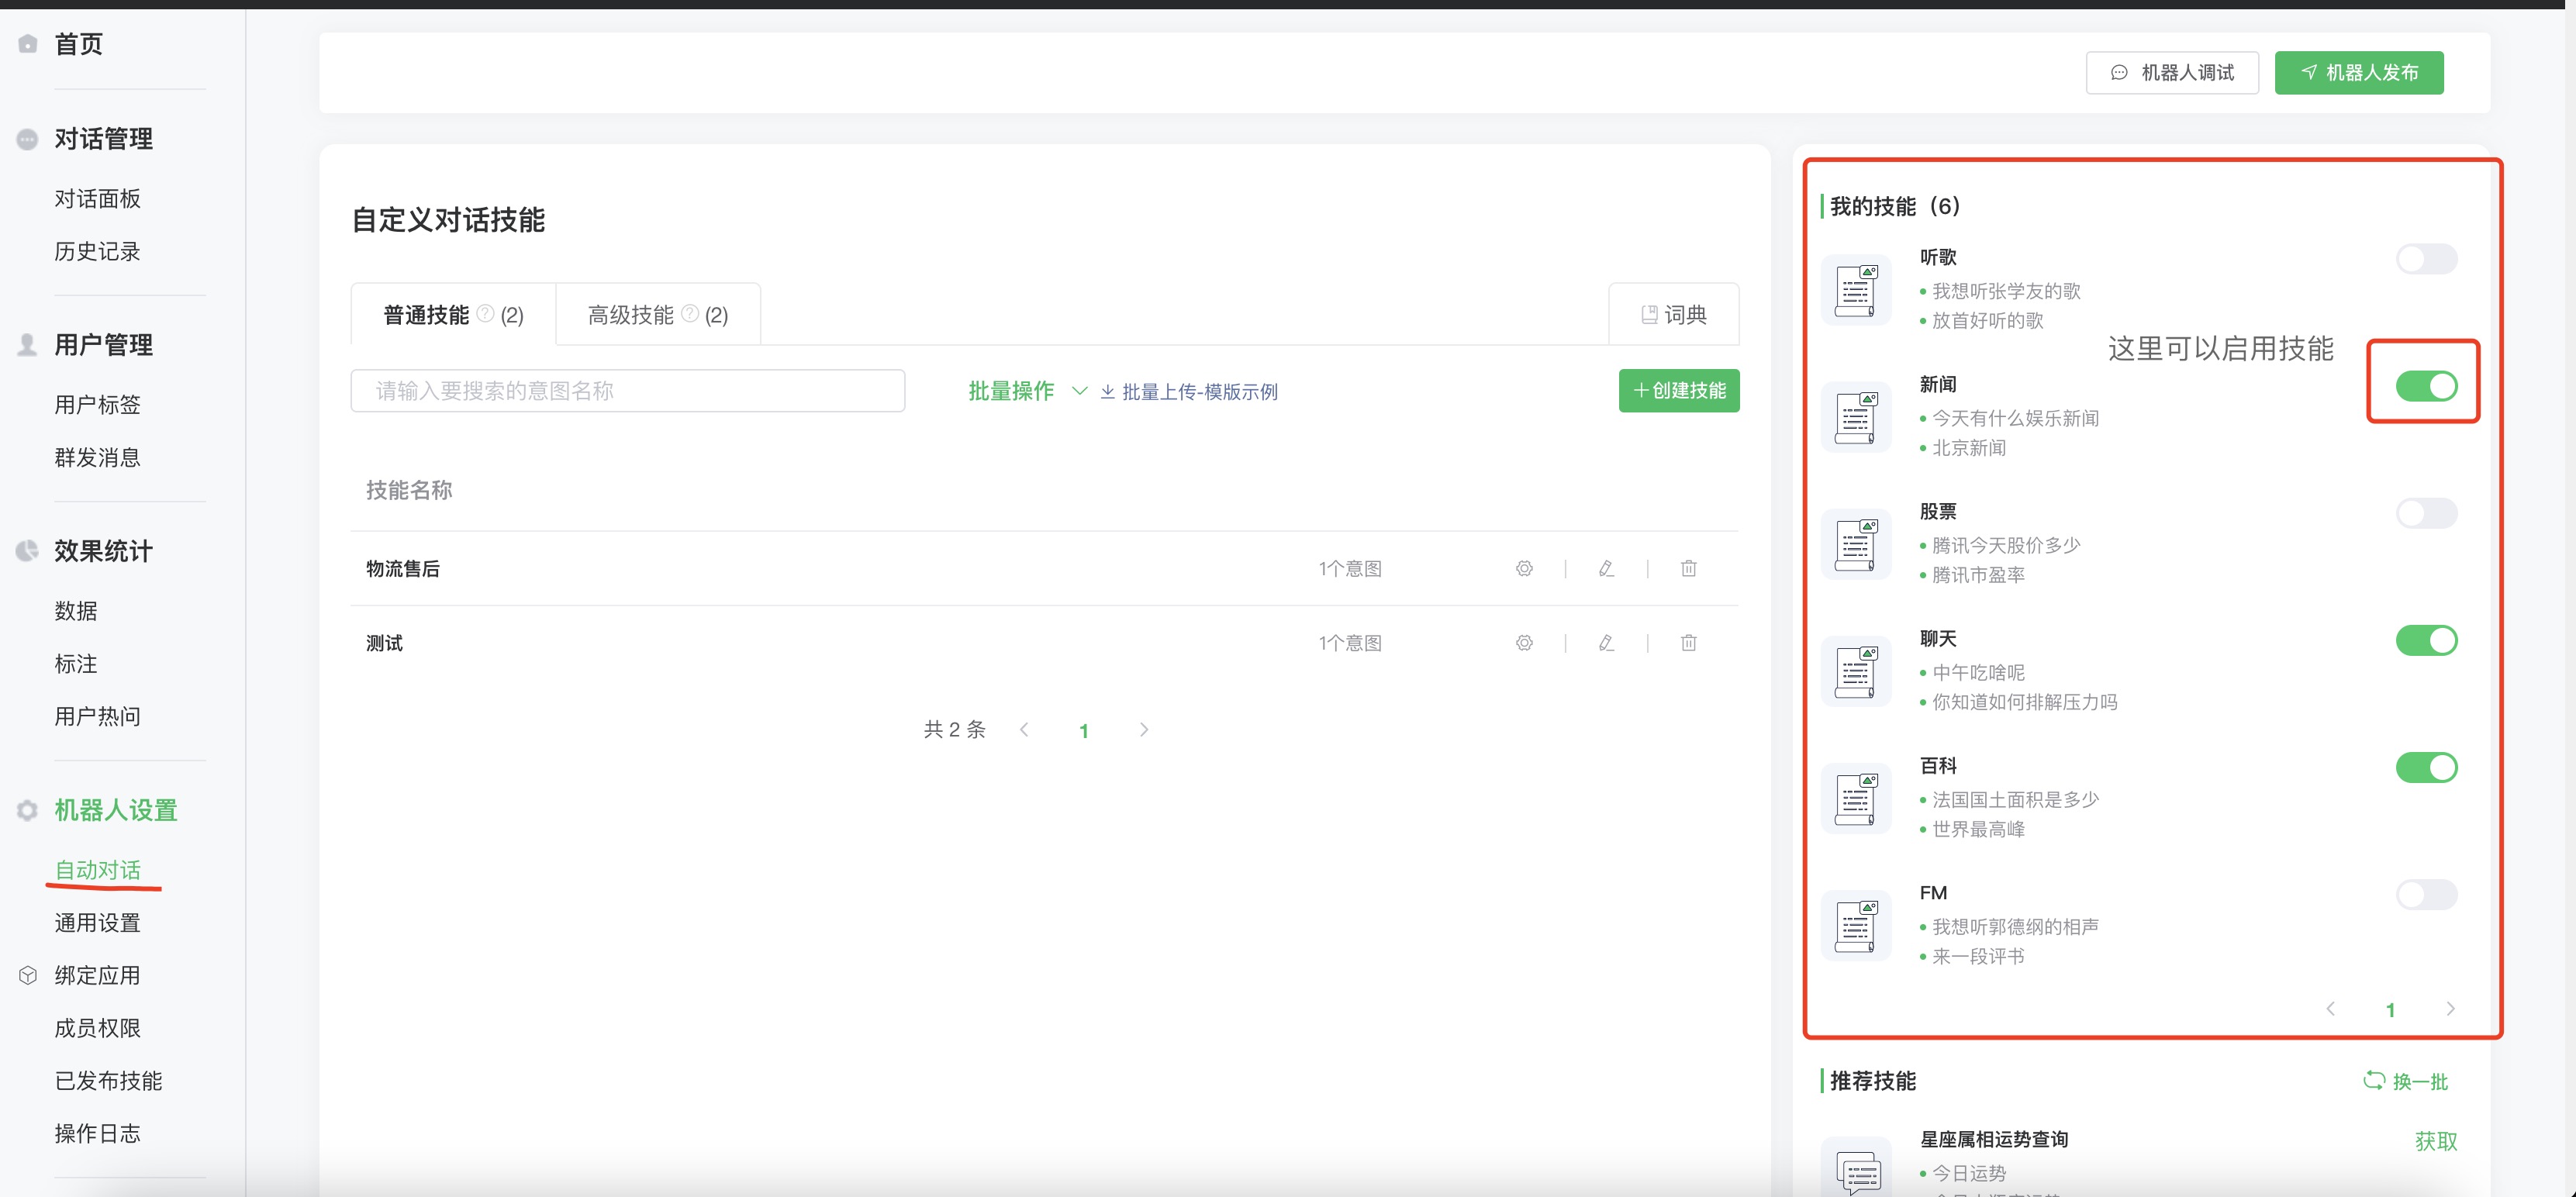 首页
对话管理
对话面板
历史记录
用户管理
用户标签
群发消息
效果统计
数据
标注
用户热问
机器人设置
自动对话
通用设置
绑定应用
成员权限
已发布技能
操作日志
机器人调试
机器人发布
自定义对话技能
普通技能 ? (2)
高级技能 ? (2)
词典
请输入要搜索的意图名称
批量操作
批量上传-模版示例
+创建技能
技能名称
物流售后 1个意图
测试 1个意图
共 2 条 < 1 >
我的技能（6）
听歌
• 我想听张学友的歌
• 放首好听的歌
这里可以启用技能
新闻
• 今天有什么娱乐新闻
• 北京新闻
股票
• 腾讯今天股价多少
• 腾讯市盈率
聊天
• 中午吃啥呢
• 你知道如何排解压力吗
百科
• 法国国土面积是多少
• 世界最高峰
FM
• 我想听郭德纲的相声
• 来一段评书
< 1 >
推荐技能
换一批
星座属相运势查询
获取
• 今日运势